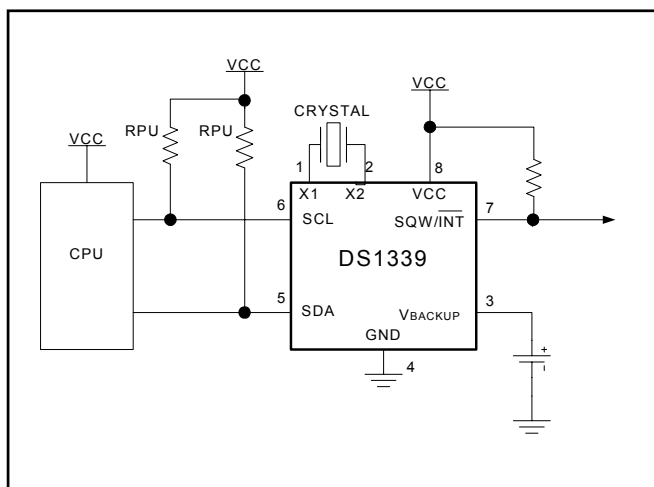 VCC
VCC
CRYSTAL
RPU
RPU
VCC
1
2
8
X1
X2
VCC
6
SCL
SQW/INT
7
CPU
DS1339
5
SDA
VBACKUP
3
GND
4
+
–